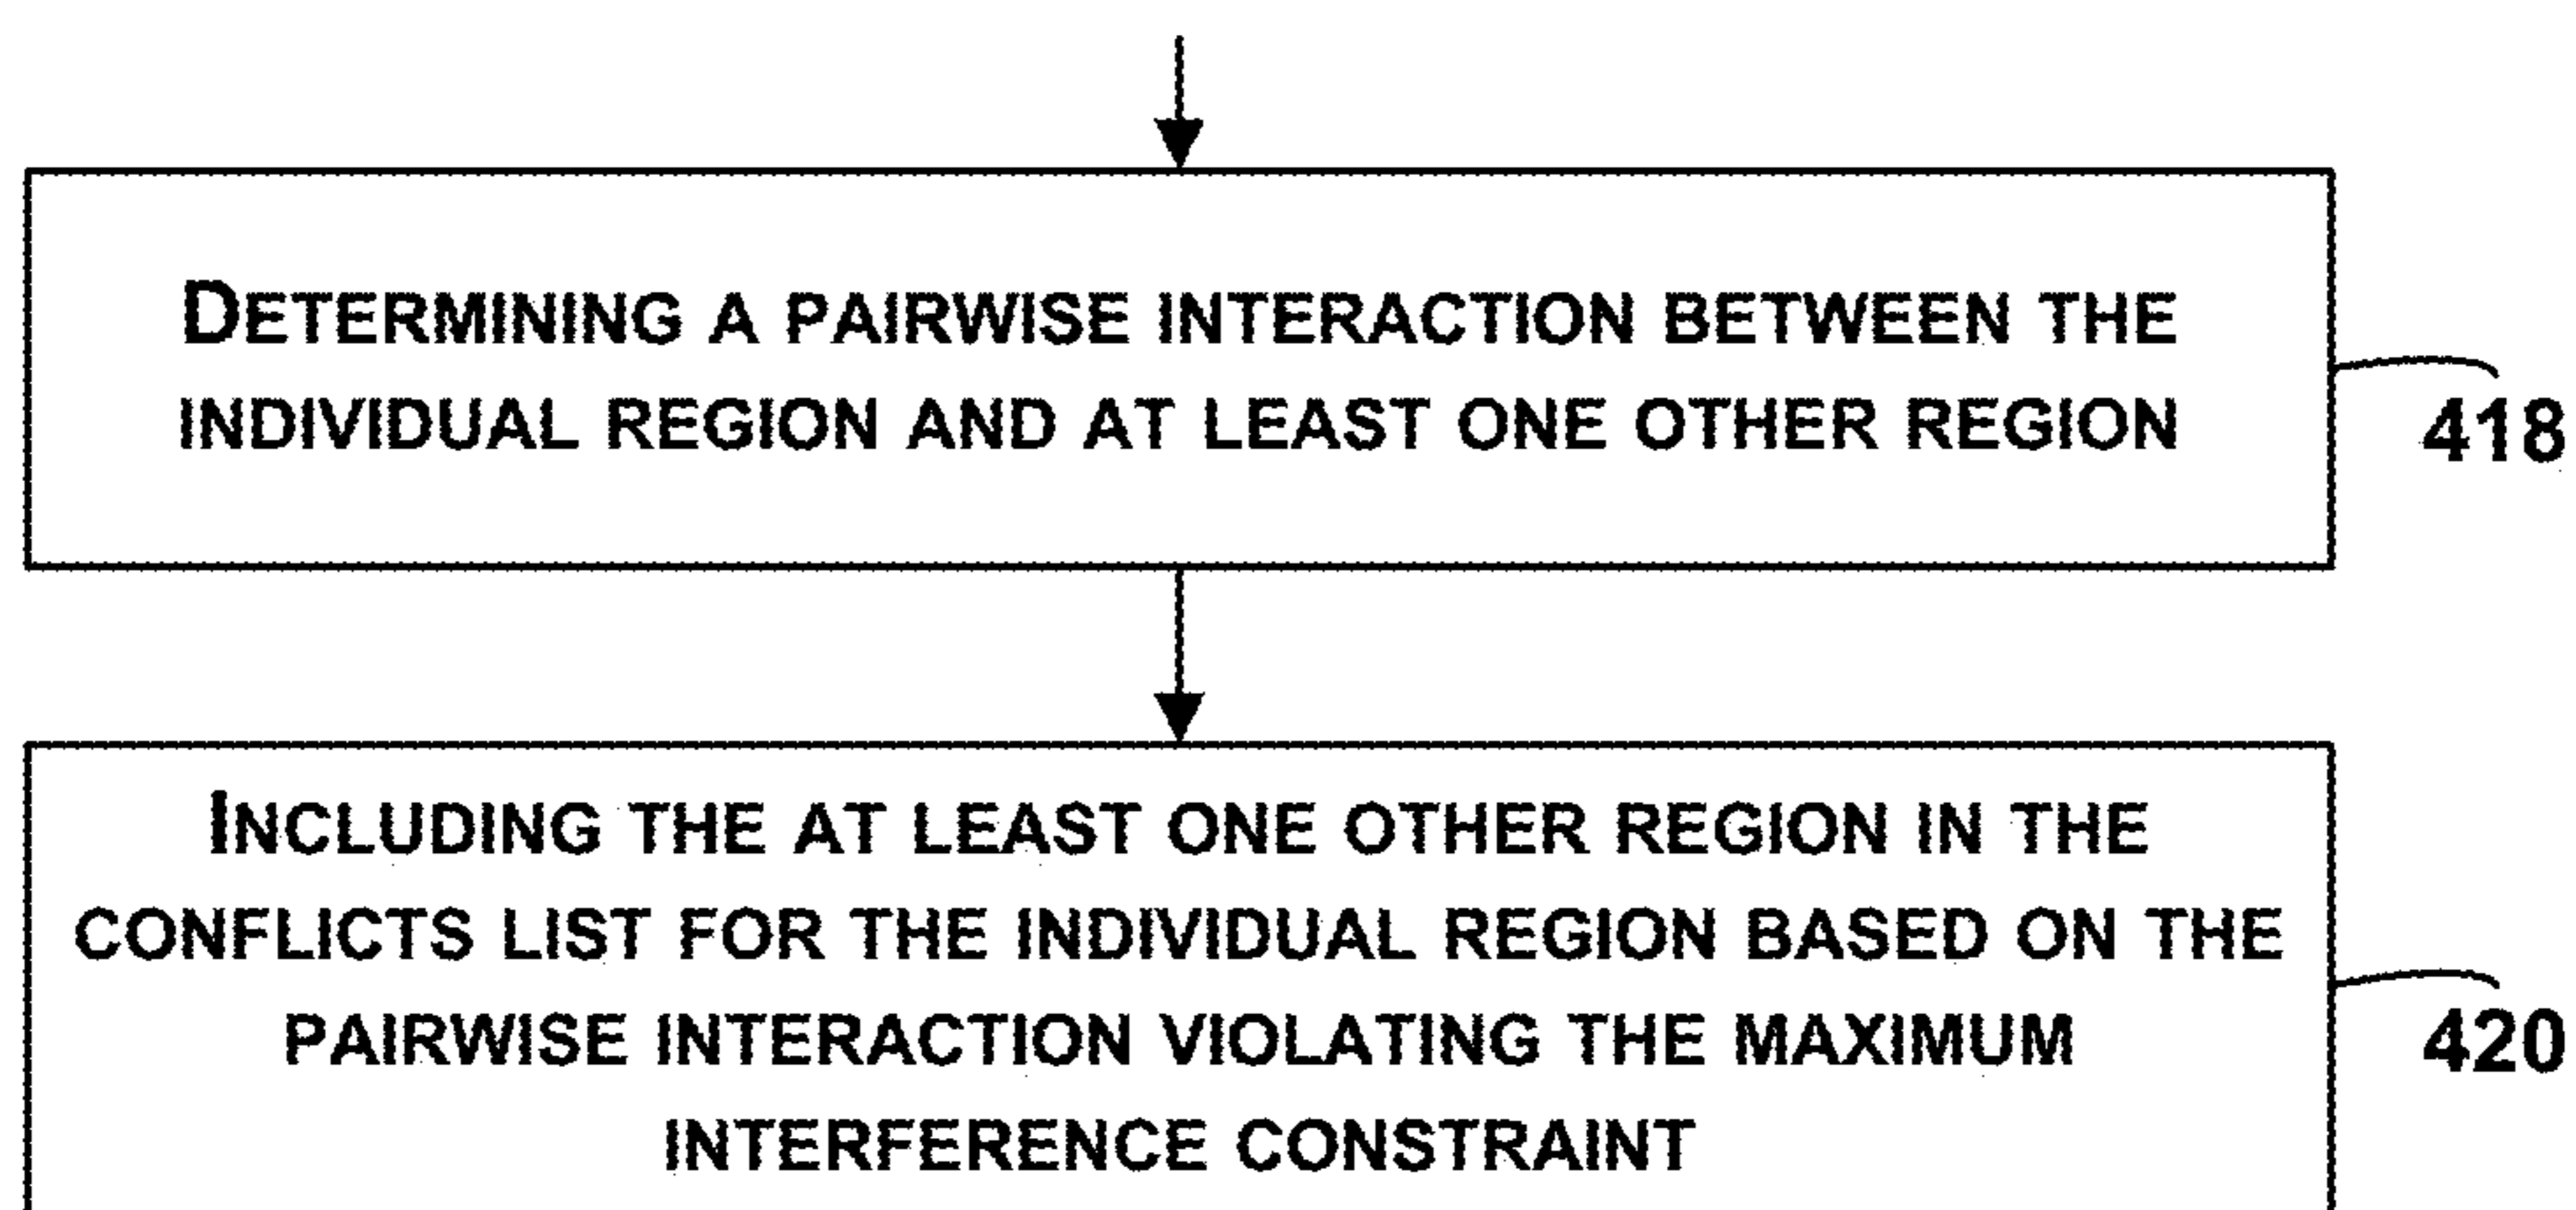 DETERMINING A PAIRWISE INTERACTION BETWEEN THE
INDIVIDUAL REGION AND AT LEAST ONE OTHER REGION
418
INCLUDING THE AT LEAST ONE OTHER REGION IN THE
CONFLICTS LIST FOR THE INDIVIDUAL REGION BASED ON THE
PAIRWISE INTERACTION VIOLATING THE MAXIMUM
INTERFERENCE CONSTRAINT
420